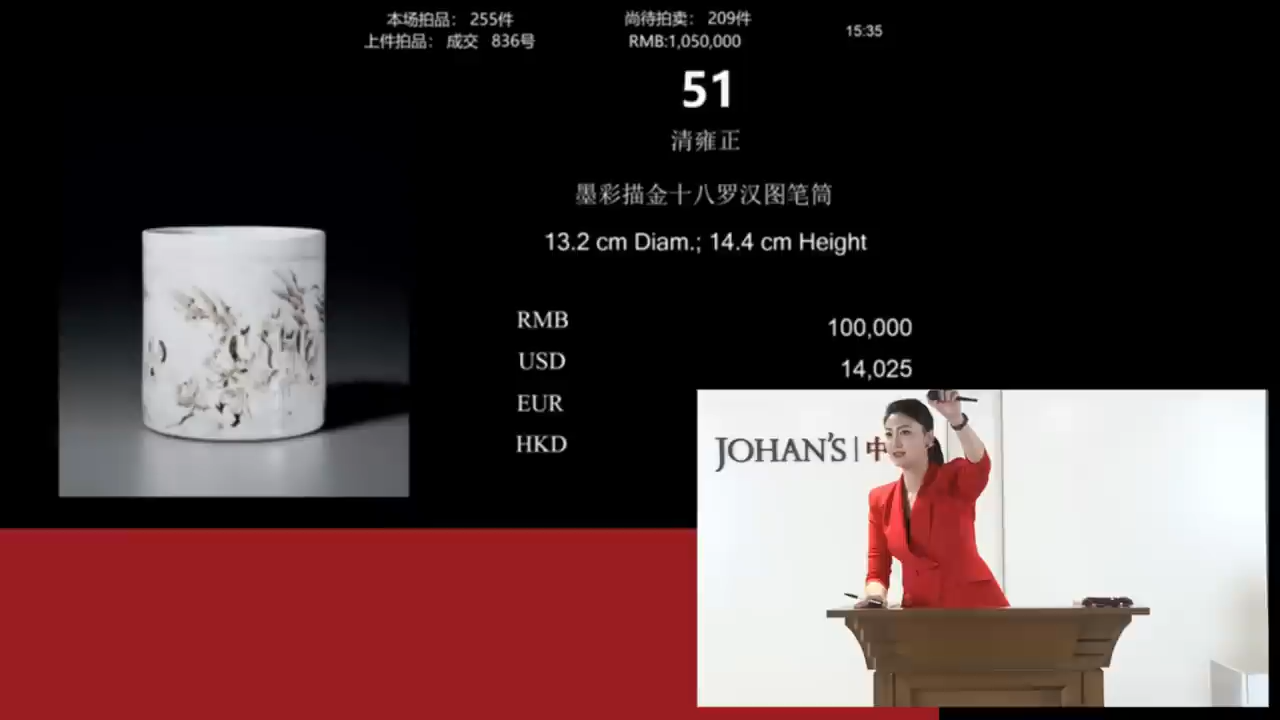 本场拍品： 255件
尚待拍卖： 209件
上件拍品： 成交 836号
RMB:1,050,000
15:35
51
清雍正
墨彩描金十八罗汉图笔筒
13.2 cm Diam.; 14.4 cm Height
RMB 100,000
USD 14,025
EUR
HKD
JOHAN'S | 中